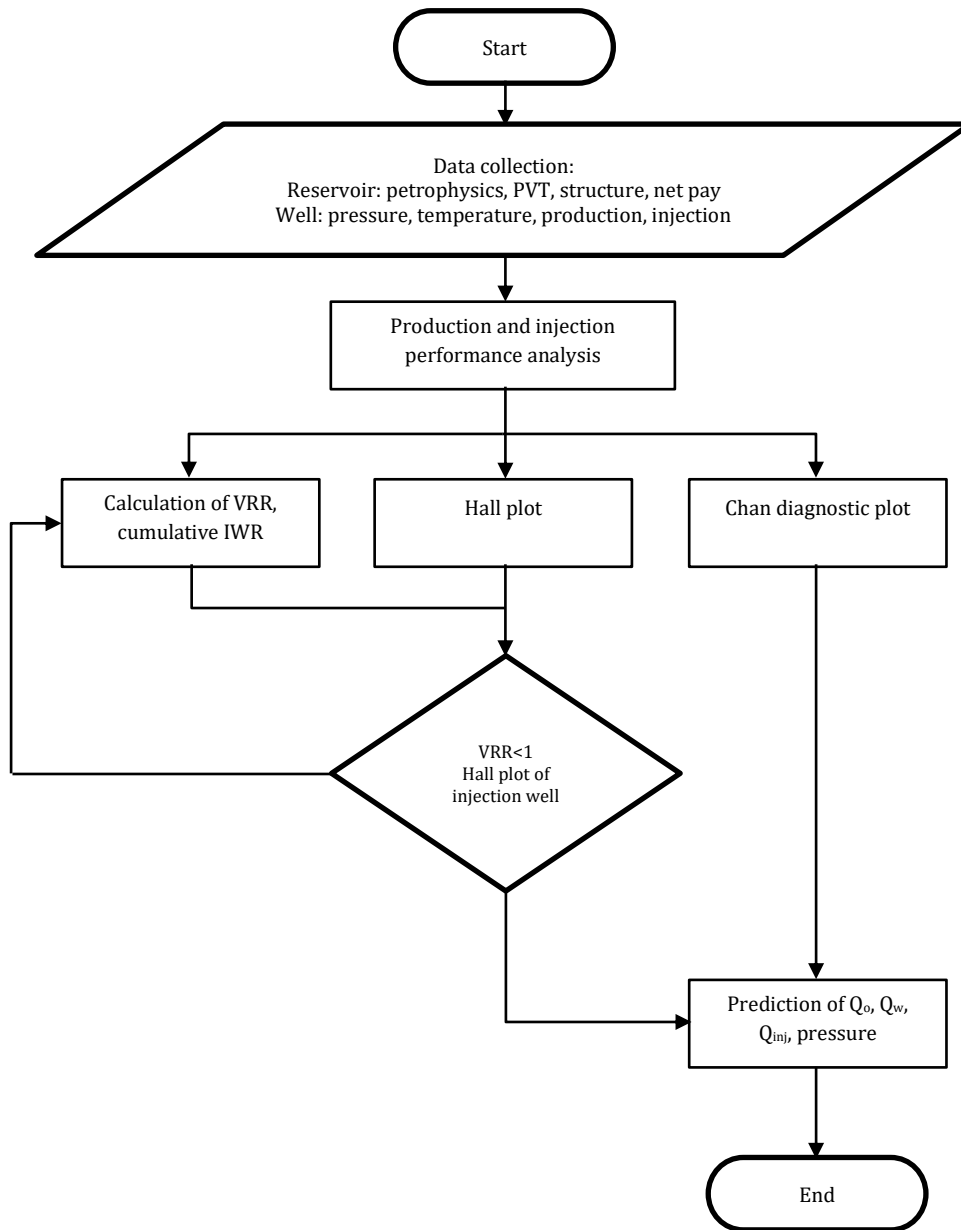 Start
Data collection:
Reservoir: petrophysics, PVT, structure, net pay
Well: pressure, temperature, production, injection
Production and injection
performance analysis
Calculation of VRR,
cumulative IWR
Hall plot
Chan diagnostic plot
VRR<1
Hall plot of
injection well
Prediction of Qo, Qw,
Qinj, pressure
End